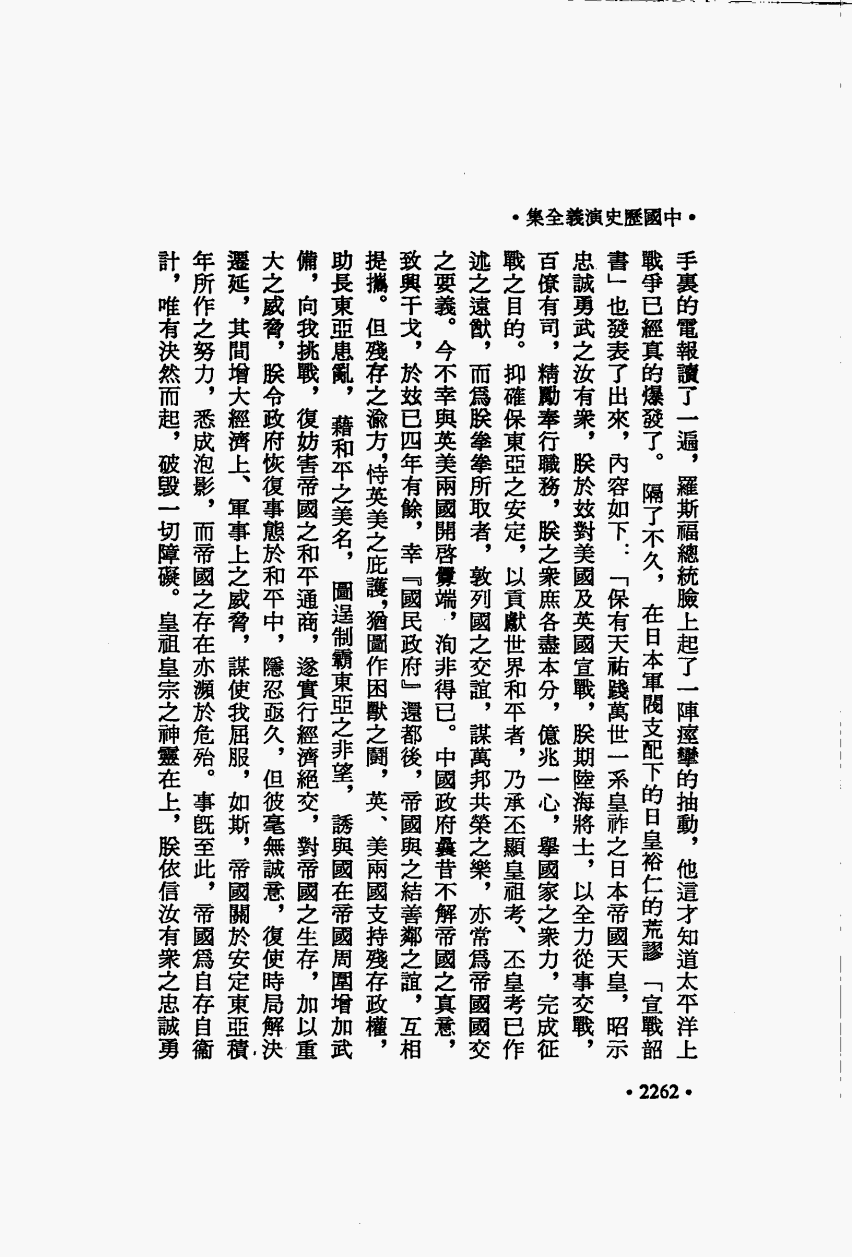 •中國歷史演義全集•
手裏的電報讀了一遍，羅斯福總統臉上起了一陣痙攣的抽動，他這才知道太平洋上
戰爭已經真的爆發了。隔了不久，在日本軍閥支配下的日皇裕仁的荒謬「宣戰詔
書」也發表了出來，內容如下：「保有天祐踐萬世一系皇祚之日本帝國天皇，昭示
忠誠勇武之汝有衆，朕於玆對美國及英國宣戰，朕期陸海將士，以全力從事交戰，
百僚有司，精勵奉行職務，朕之衆庶各盡本分，億兆一心，擧國家之衆力，完成征
戰之目的。抑確保東亞之安定，以貢獻世界和平者，乃承丕顯皇祖考、丕皇考已作
述之遠猷，而爲朕拳拳所取者，敦列國之交誼，謀萬邦共榮之樂，亦常爲帝國國交
之要義。今不幸與英美兩國開啓釁端，洵非得已。中國政府曩昔不解帝國之真意，
致興干戈，於玆已四年有餘，幸『國民政府』還都後，帝國與之結善鄰之誼，互相
提攜。但殘存之渝方，恃英美之庇護，猶圖作困獸之鬪，英、美兩國支持殘存政權，
助長東亞患亂，藉和平之美名，圖逞制霸東亞之非望，誘與國在帝國周圍增加武
備，向我挑戰，復妨害帝國之和平通商，遂實行經濟絕交，對帝國之生存，加以重
大之威脅，朕令政府恢復事態於和平中，隱忍亟久，但彼毫無誠意，復使時局解決
遷延，其間增大經濟上、軍事上之威脅，謀使我屈服，如斯，帝國關於安定東亞積
年所作之努力，悉成泡影，而帝國之存在亦瀕於危殆。事旣至此，帝國爲自存自衞
計，唯有決然而起，破毀一切障礙。皇祖皇宗之神靈在上，朕依信汝有衆之忠誠勇
•2262•